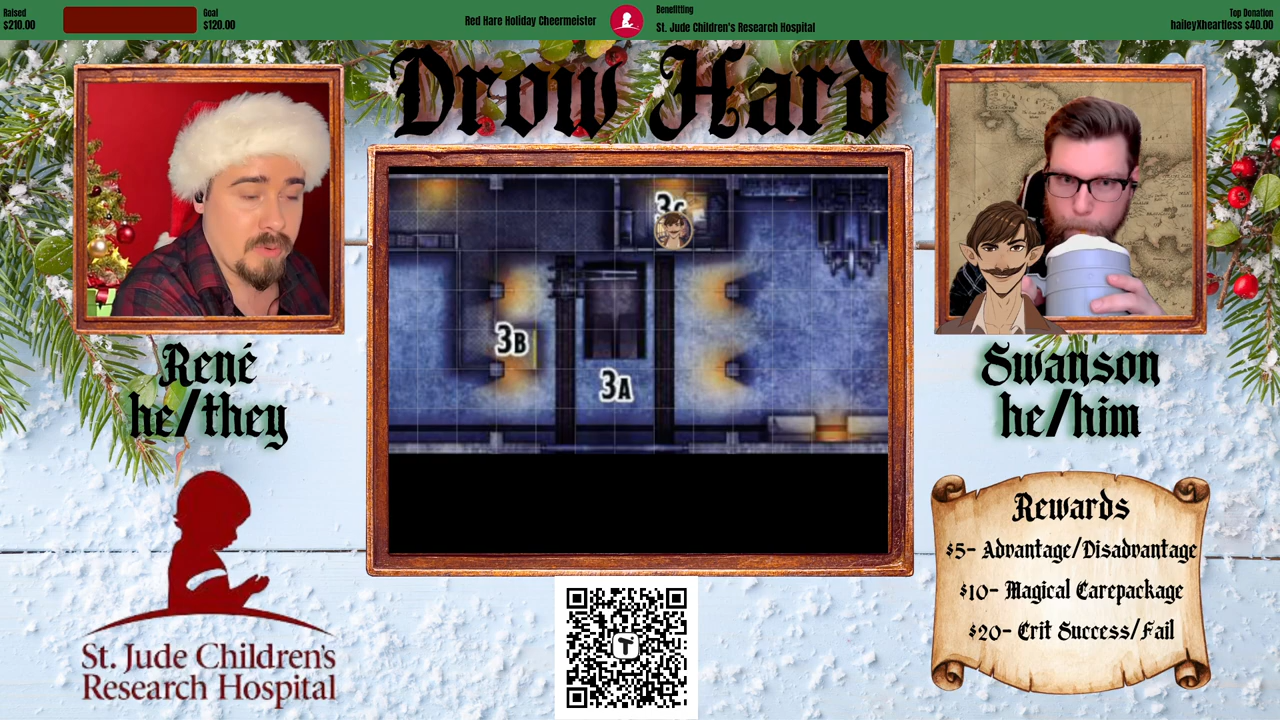 Raised
$210.00
Goal
$120.00
Red Hare Holiday Cheermeister
Benefitting
St. Jude Children's Research Hospital
Top Donation
haileyXheartless $40.00
Drow Hard
3C
3B
3A
René
he/they
Swanson
he/him
St. Jude Children's
Research Hospital
Rewards
$5- Advantage/Disadvantage
$10- Magical Carepackage
$20- Crit Success/Fail
T